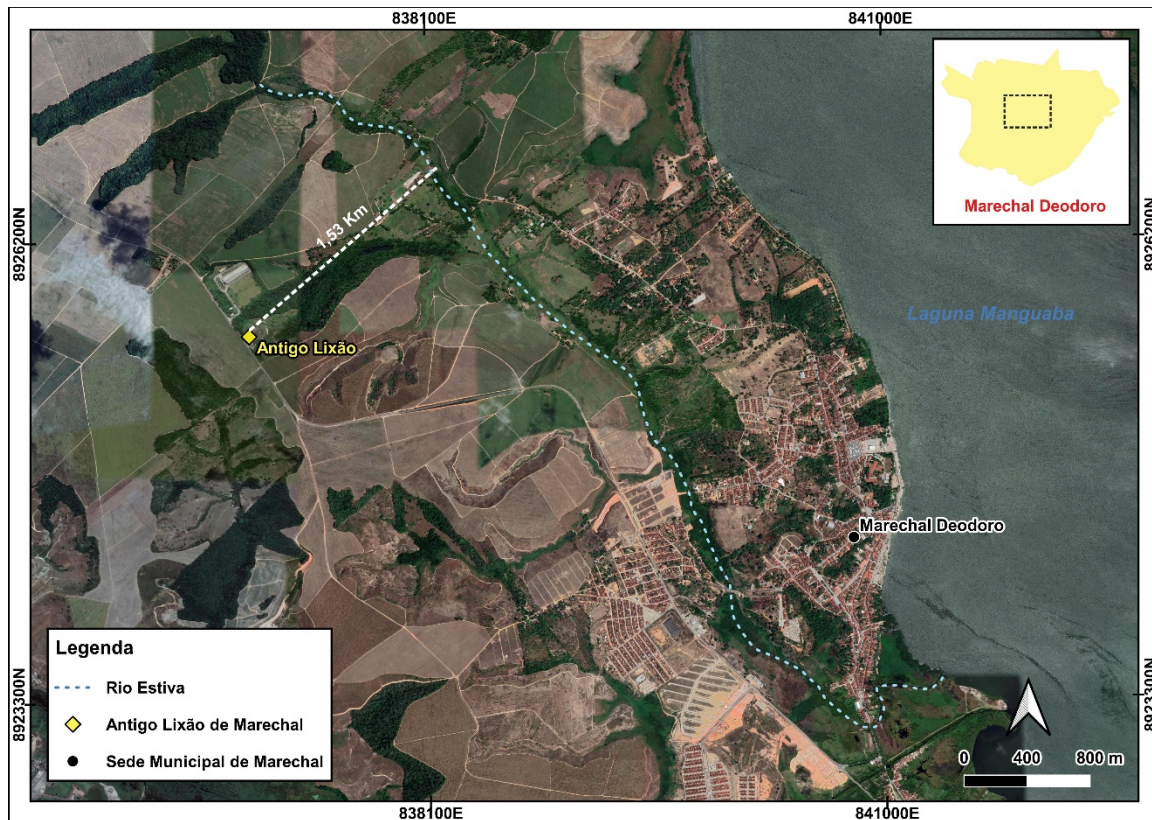 838100E
841000E
Marechal Deodoro
8926200N
8926200N
1,53 Km
Laguna Manguaba
Antigo Lixão
Marechal Deodoro
Legenda
Rio Estiva
Antigo Lixão de Marechal
Sede Municipal de Marechal
8923300N
8923300N
0 400 800 m
838100E
841000E